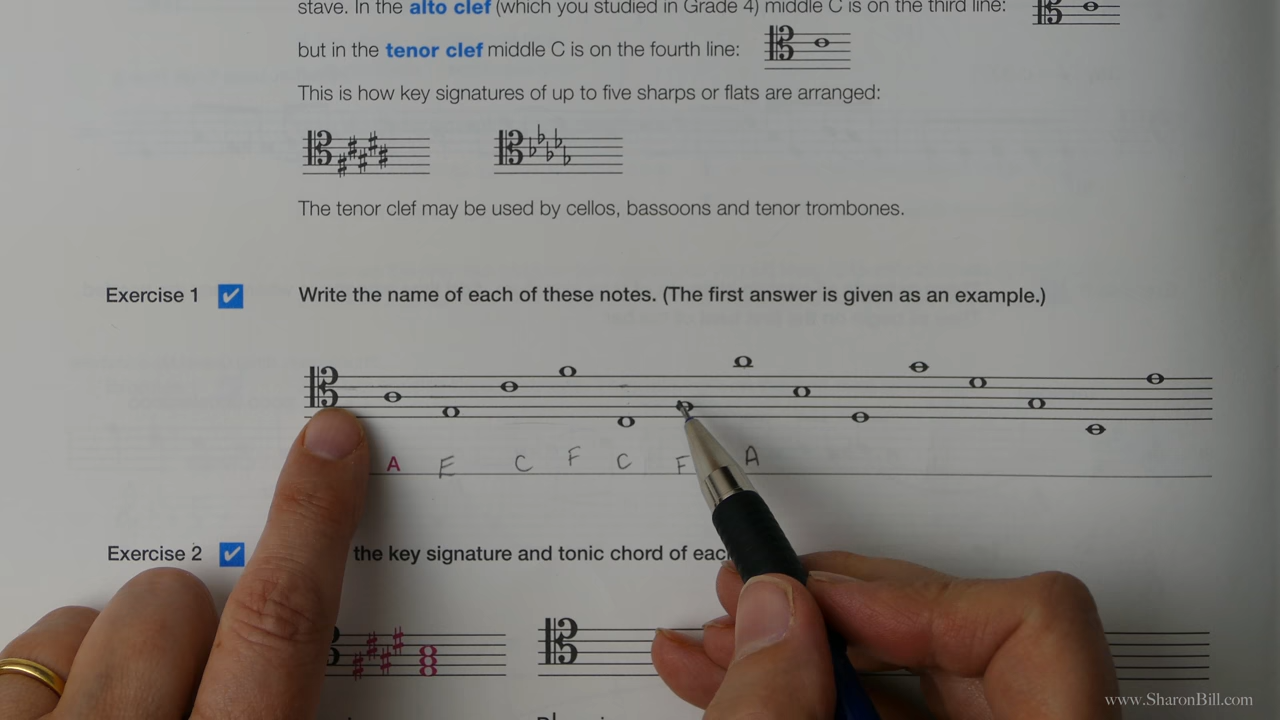 stave. In the alto clef (which you studied in Grade 4) middle C is on the third line:
but in the tenor clef middle C is on the fourth line:
This is how key signatures of up to five sharps or flats are arranged:
The tenor clef may be used by cellos, bassoons and tenor trombones.
Exercise 1 Write the name of each of these notes. (The first answer is given as an example.)
A E C F C F A
Exercise 2 the key signature and tonic chord of
www.SharonBill.com